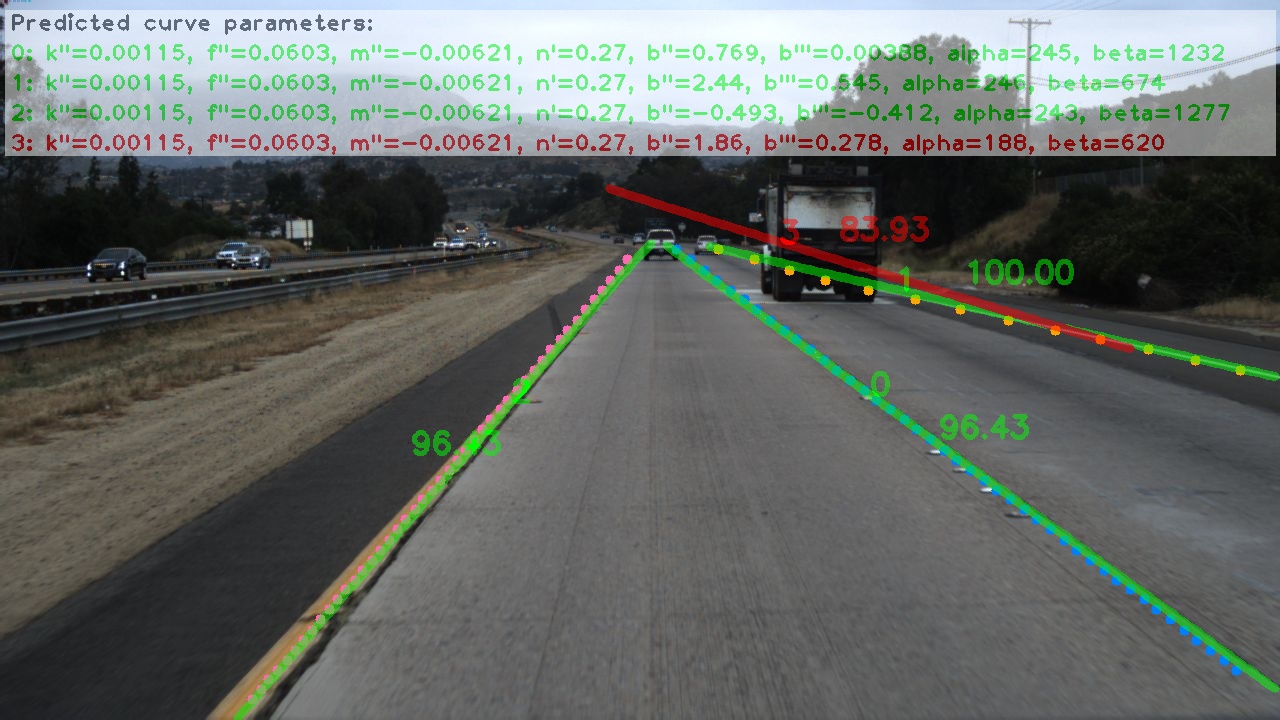 Predicted curve parameters:
0: k''=0.00115, f''=0.0603, m''=−0.00621, n'=0.27, b''=0.769, b'''=0.00388, alpha=245, beta=1232
1: k''=0.00115, f''=0.0603, m''=−0.00621, n'=0.27, b''=2.44, b'''=0.545, alpha=246, beta=674
2: k''=0.00115, f''=0.0603, m''=−0.00621, n'=0.27, b''=−0.493, b'''=−0.412, alpha=243, beta=1277
3: k''=0.00115, f''=0.0603, m''=−0.00621, n'=0.27, b''=1.86, b'''=0.278, alpha=188, beta=620
3 83.93
1 100.00
2
0
96.43
96.43